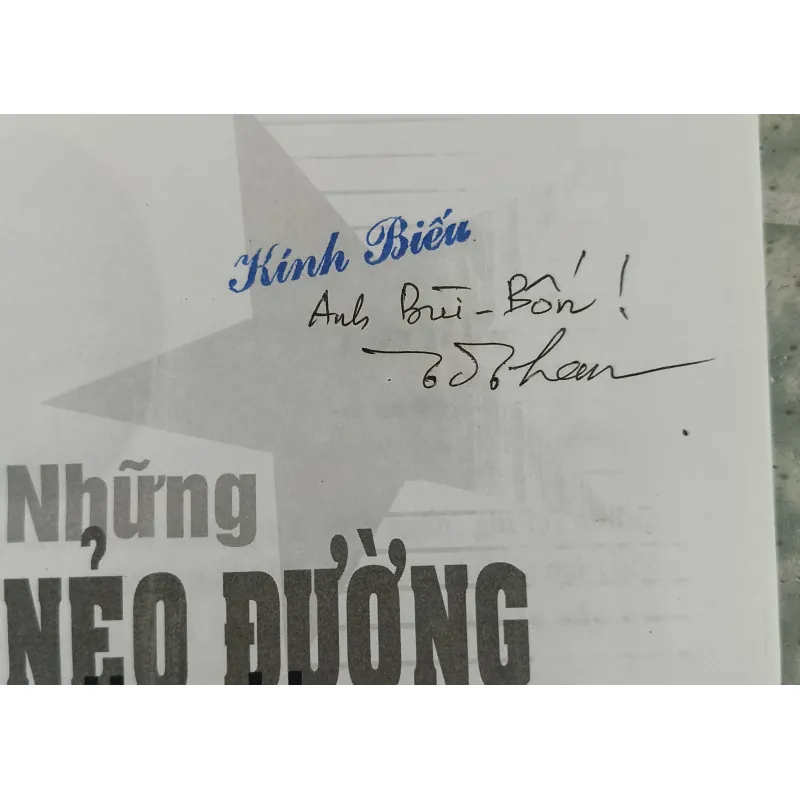 Kính Biếu
Anh Bùi - Bốn !
Những
NẺO ĐƯỜNG